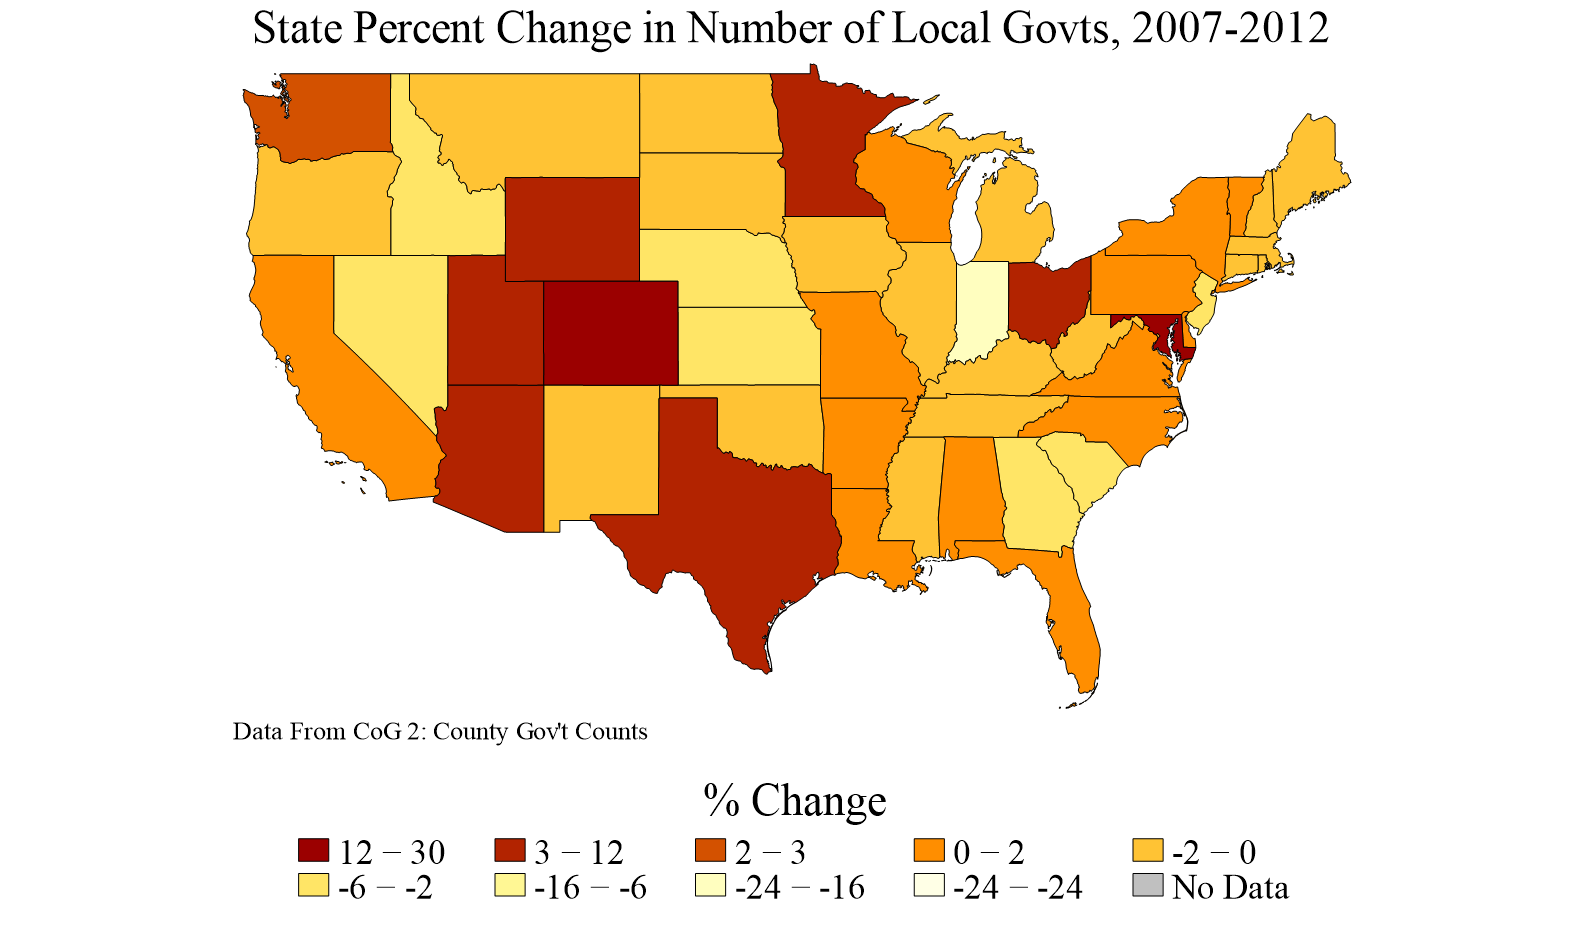 State Percent Change in Number of Local Govts, 2007-2012
Data From CoG 2: County Gov't Counts
% Change
12 − 30 3 − 12 2 − 3 0 − 2 -2 − 0
-6 − -2 -16 − -6 -24 − -16 -24 − -24 No Data